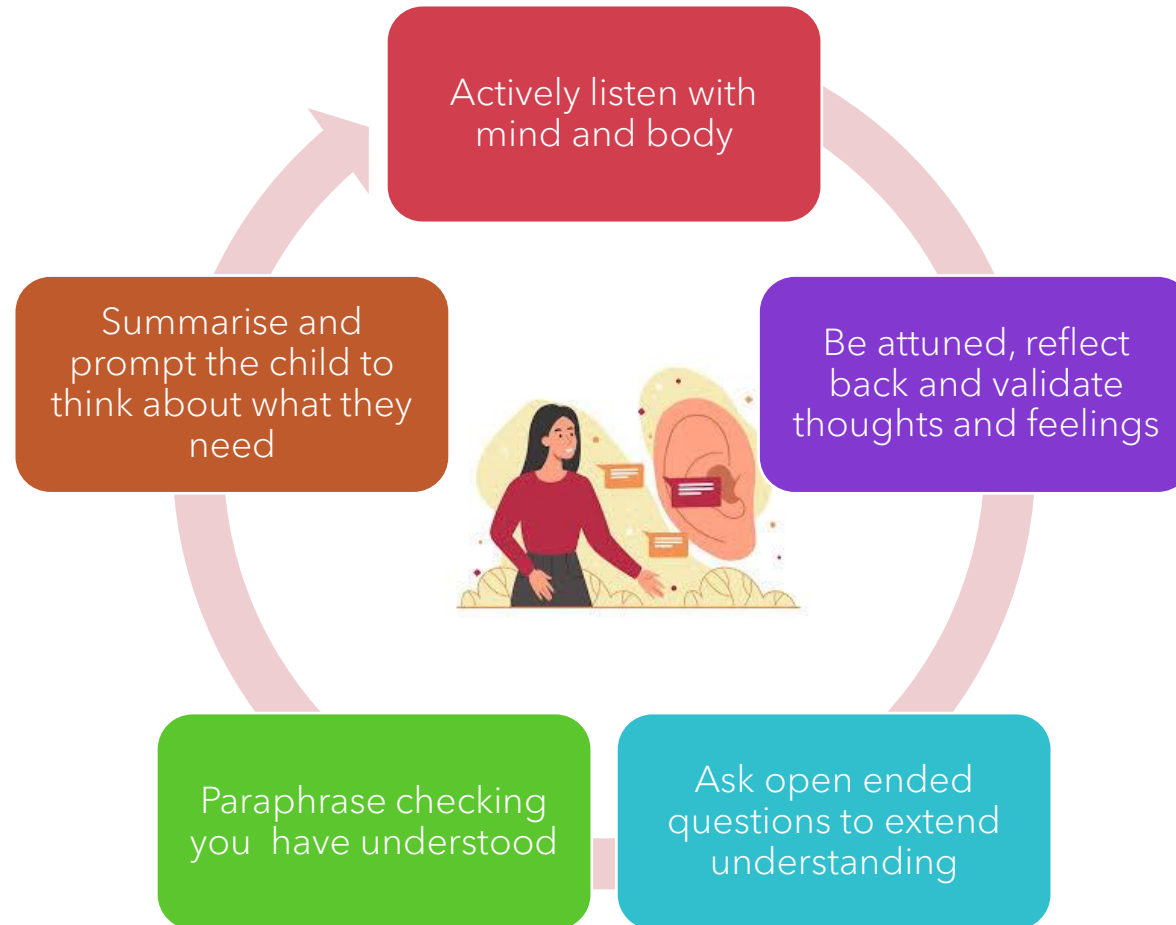 Actively listen with
mind and body
Be attuned, reflect
back and validate
thoughts and feelings
Ask open ended
questions to extend
understanding
Paraphrase checking
you  have understood
Summarise and
prompt the child to
think about what they
need